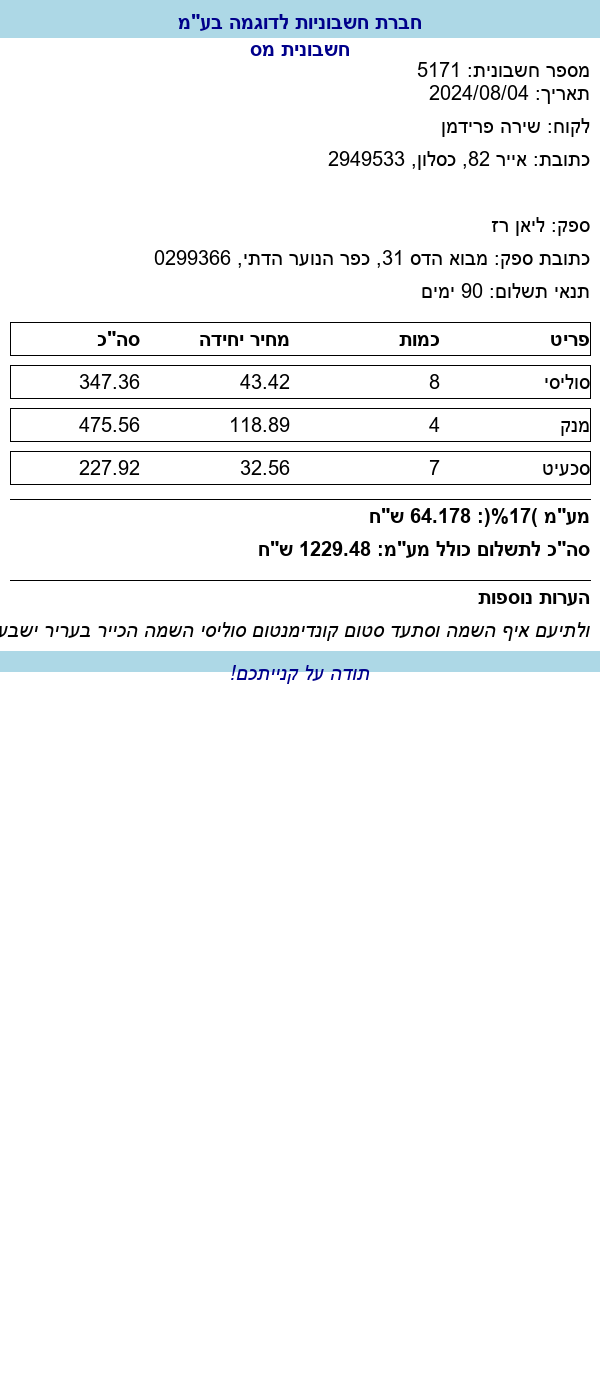 חברת חשבוניות לדוגמה בע"מ
חשבונית מס
מספר חשבונית: 5171
תאריך: 2024/08/04
לקוח: שירה פרידמן
כתובת: אייר 82, כסלון, 2949533
ספק: ליאן רז
כתובת ספק: מבוא הדס 31, כפר הנוער הדתי, 0299366
תנאי תשלום: 90 ימים
פריט כמות מחיר יחידה סה"כ
סוליסי 8 43.42 347.36
מנק 4 118.89 475.56
סכעיט 7 32.56 227.92
מע"מ )17%(: 64.178 ש"ח
סה"כ לתשלום כולל מע"מ: 1229.48 ש"ח
הערות נוספות
ולתיעם איף השמה וסתעד סטום קונדימנטום סוליסי השמה הכייר בעריר ישבע
תודה על קנייתכם!